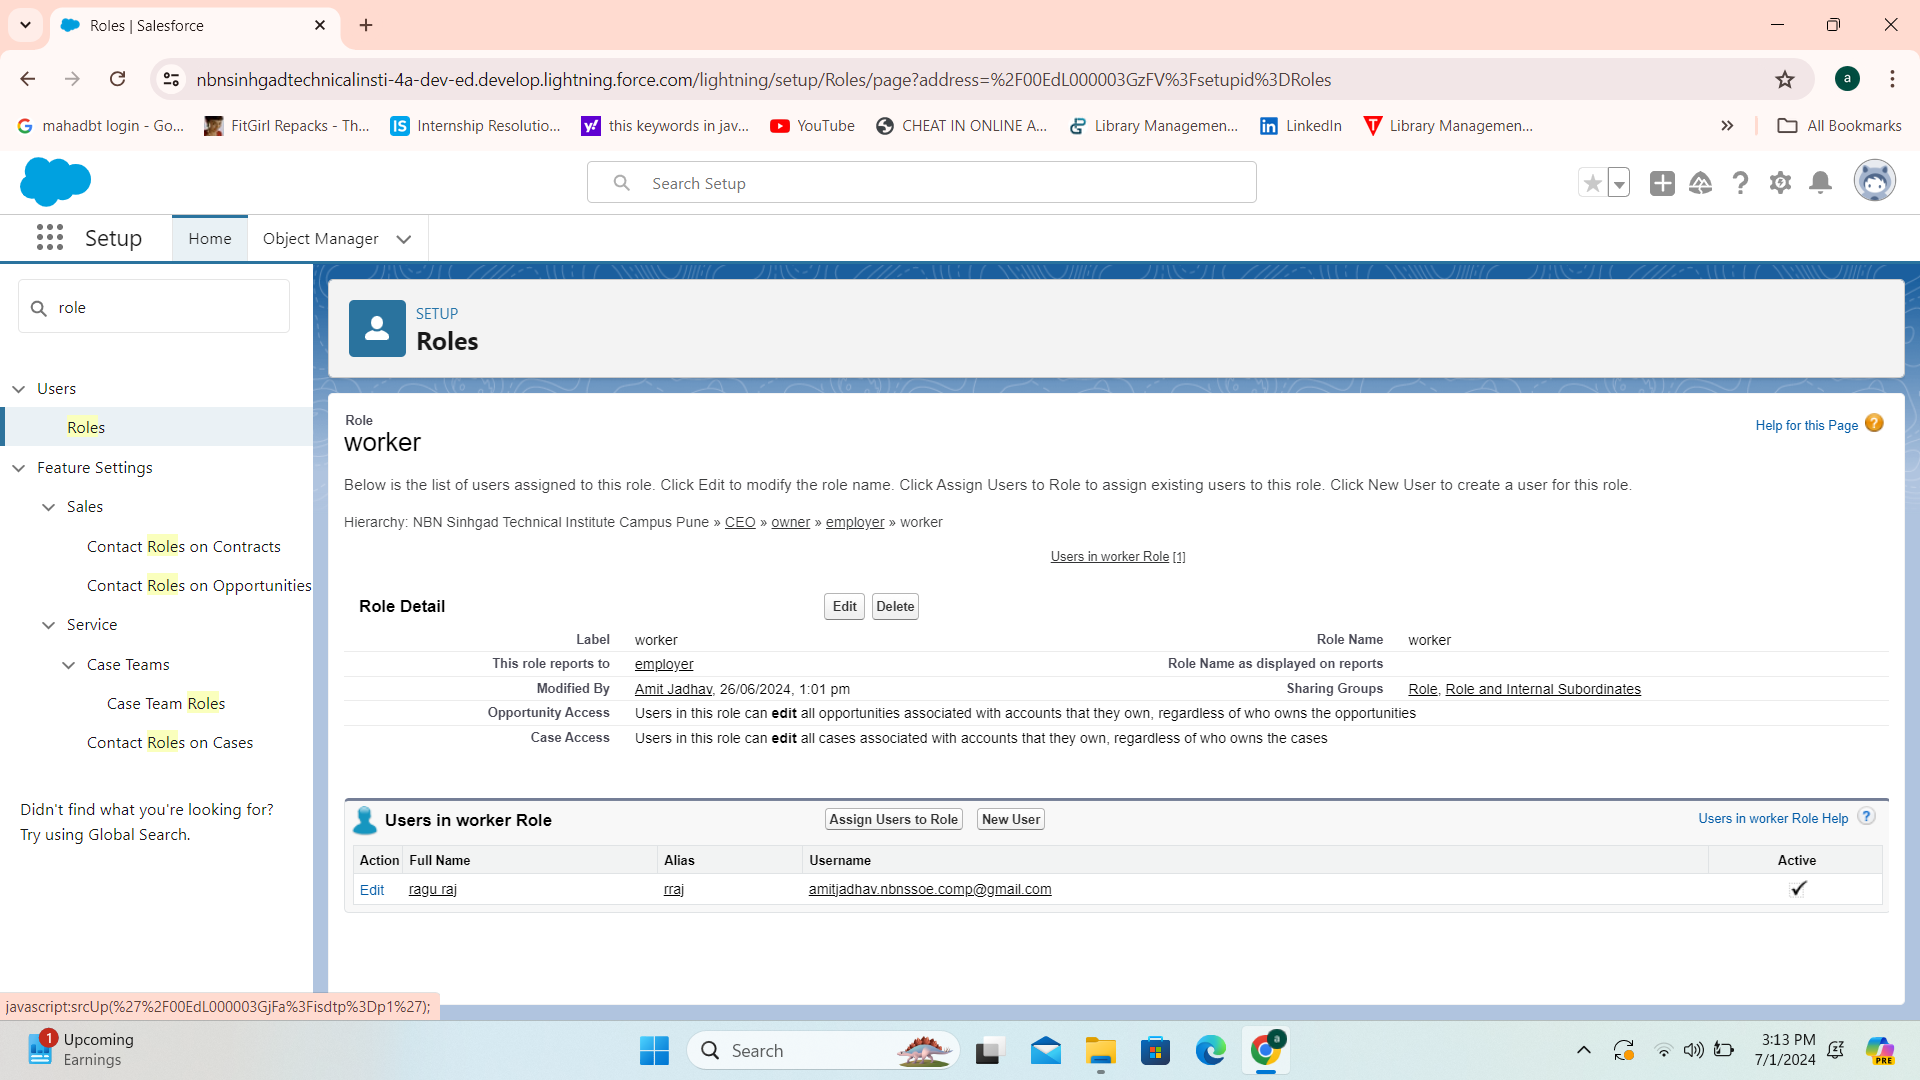 Roles | Salesforce
nbnsinhgadtechnicalinsti-4a-dev-ed.develop.lightning.force.com/lightning/setup/Roles/page?address=%2F00EdL000003GzFV%3Fsetupid%3DRoles
a
mahadbt login - Go...
FitGirl Repacks - Th...
IS Internship Resolutio...
y! this keywords in jav...
YouTube
CHEAT IN ONLINE A...
Library Managemen...
in LinkedIn
Library Managemen...
All Bookmarks
Search Setup
Setup
Home
Object Manager
role
Users
Roles
Feature Settings
Sales
Contact Roles on Contracts
Contact Roles on Opportunities
Service
Case Teams
Case Team Roles
Contact Roles on Cases
Didn't find what you're looking for?
Try using Global Search.
SETUP
Roles
Role
worker
Help for this Page ?
Below is the list of users assigned to this role. Click Edit to modify the role name. Click Assign Users to Role to assign existing users to this role. Click New User to create a user for this role.
Hierarchy: NBN Sinhgad Technical Institute Campus Pune » CEO » owner » employer » worker
Users in worker Role [1]
Role Detail Edit Delete
Label worker Role Name worker
This role reports to employer Role Name as displayed on reports
Modified By Amit Jadhav, 26/06/2024, 1:01 pm Sharing Groups Role, Role and Internal Subordinates
Opportunity Access Users in this role can edit all opportunities associated with accounts that they own, regardless of who owns the opportunities
Case Access Users in this role can edit all cases associated with accounts that they own, regardless of who owns the cases
Users in worker Role Assign Users to Role New User Users in worker Role Help ?
Action Full Name Alias Username Active
Edit ragu raj rraj amitjadhav.nbnssoe.comp@gmail.com
javascript:srcUp(%27%2F00EdL000003GjFa%3Fisdtp%3Dp1%27);
1 Upcoming
Earnings
Search
a
3:13 PM
7/1/2024
PRE